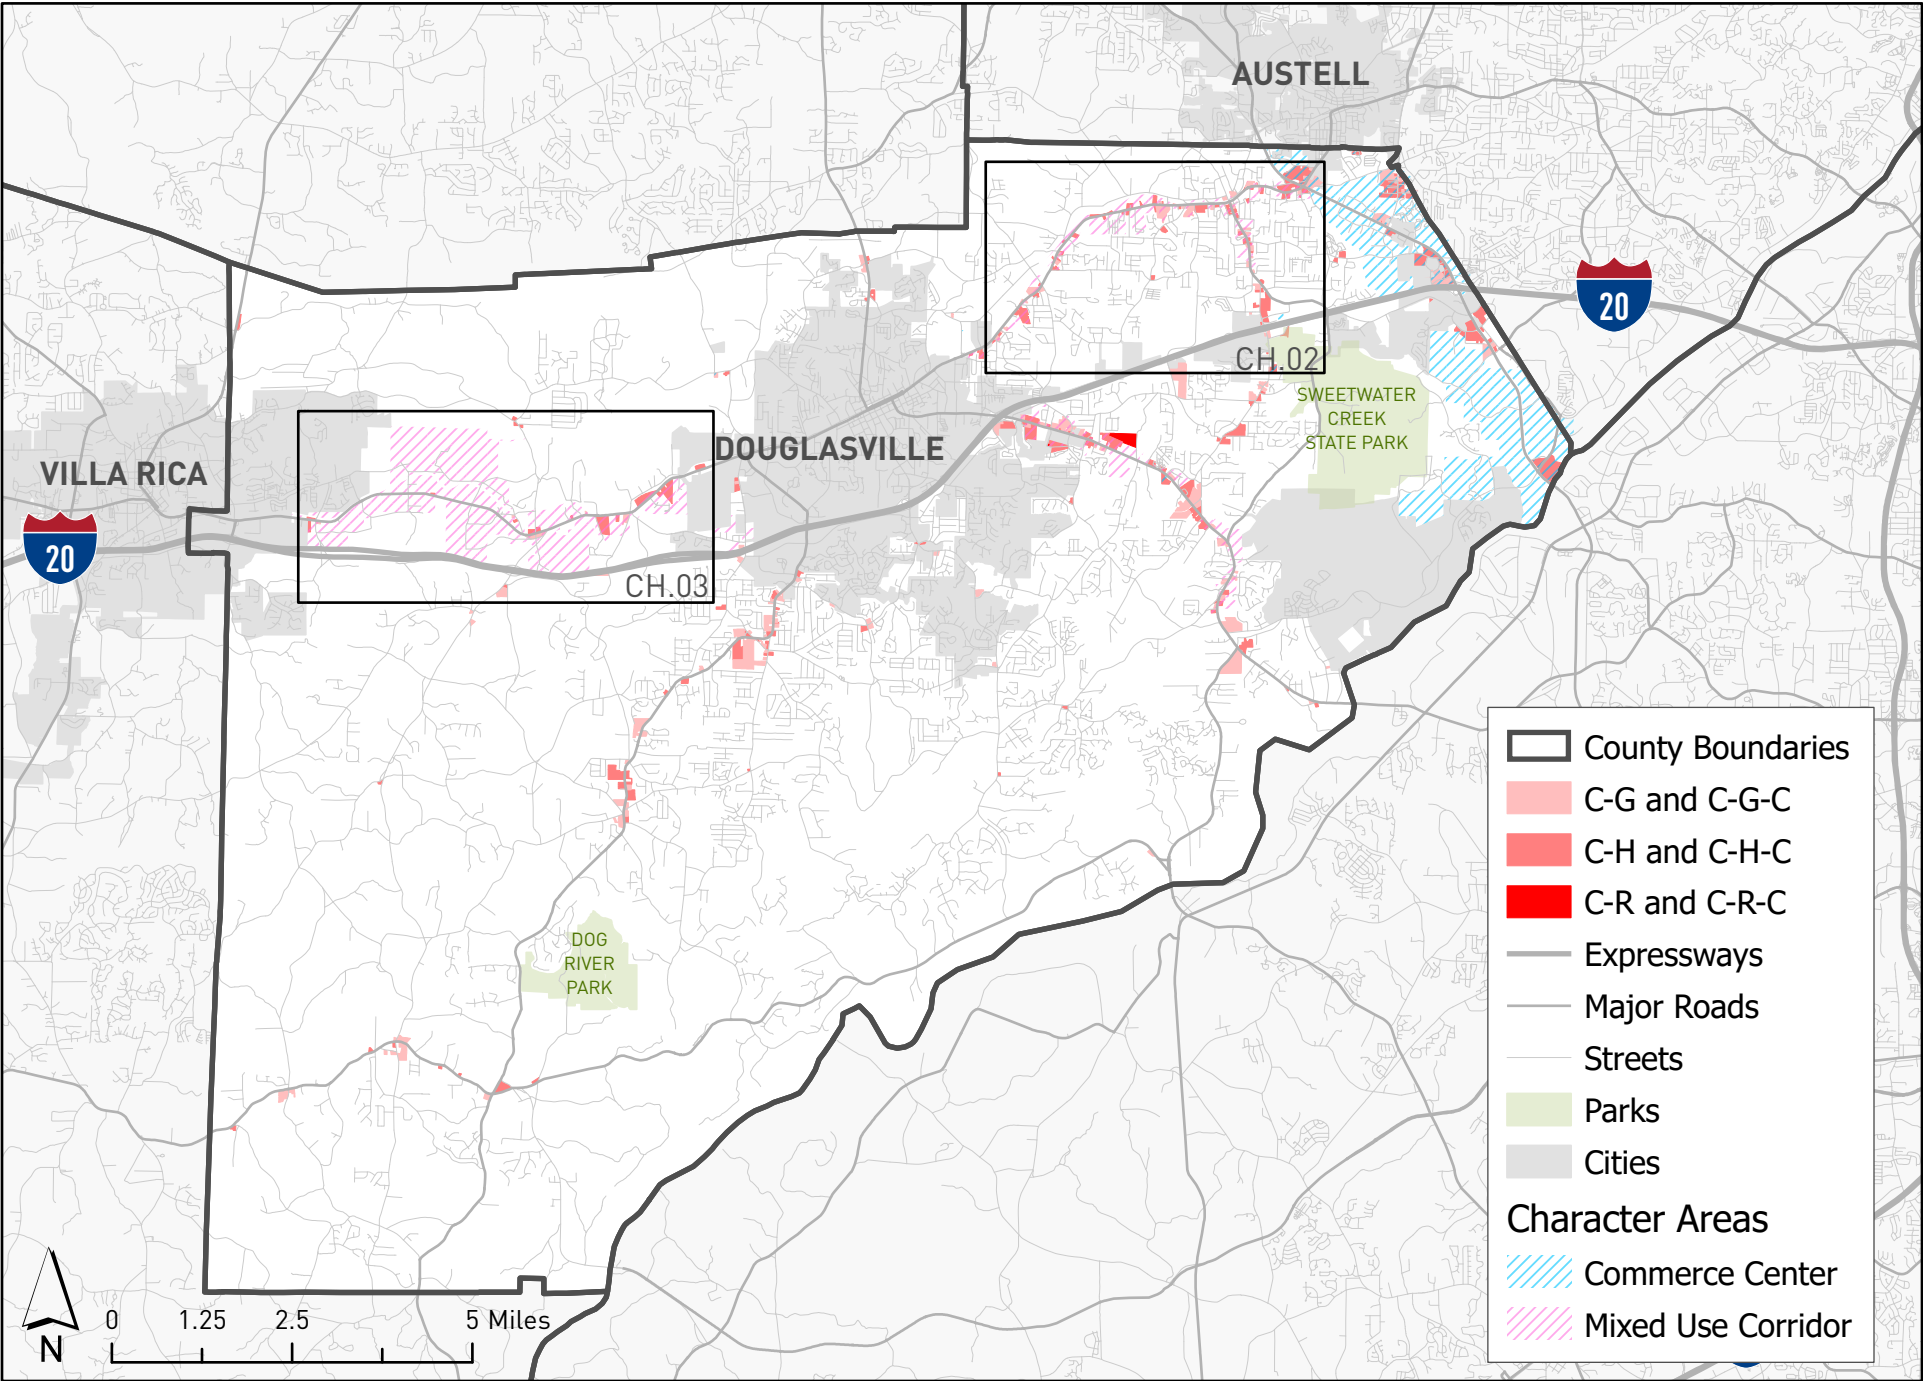 AUSTELL
20
CH.02
SWEETWATER
CREEK
STATE PARK
DOUGLASVILLE
VILLA RICA
20
CH.03
DOG
RIVER
PARK
County Boundaries
C-G and C-G-C
C-H and C-H-C
C-R and C-R-C
Expressways
Major Roads
Streets
Parks
Cities
Character Areas
Commerce Center
Mixed Use Corridor
0 1.25 2.5 5 Miles
N